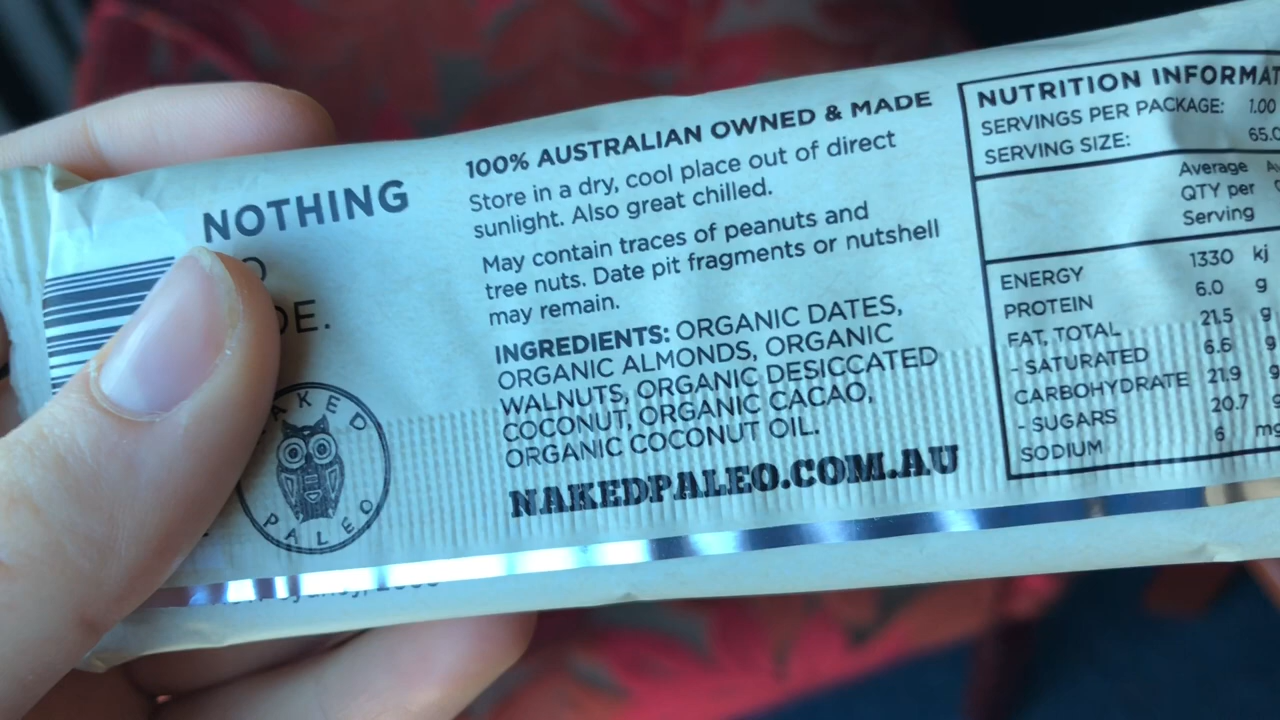 NOTHING
100% AUSTRALIAN OWNED & MADE
Store in a dry, cool place out of direct
sunlight. Also great chilled.
May contain traces of peanuts and
tree nuts. Date pit fragments or nutshell
may remain.
INGREDIENTS: ORGANIC DATES,
ORGANIC ALMONDS, ORGANIC
WALNUTS, ORGANIC DESICCATED
COCONUT, ORGANIC CACAO,
ORGANIC COCONUT OIL.
NAKEDPALEO.COM.AU
PALEO
NUTRITION
SERVINGS PER PACKAGE: 1.00
SERVING SIZE:
Average
QTY per
Serving
ENERGY 1330 kj
PROTEIN 6.0 g
FAT, TOTAL 21.5 g
- SATURATED 6.6 g
CARBOHYDRATE 21.9 g
- SUGARS 20.7
SODIUM 6